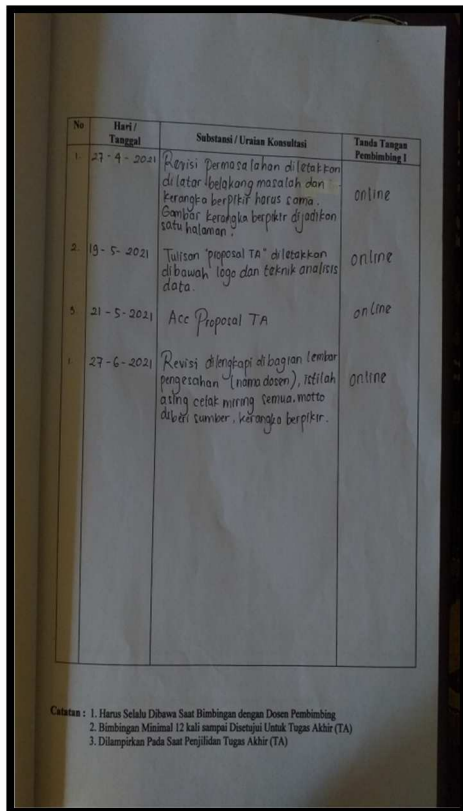 No Hari / Tanggal Substansi / Uraian Konsultasi Tanda Tangan Pembimbing I
1. 27-4-2021 Revisi permasalahan diletakkan
dilatar belakang masalah dan
kerangka berpikir harus sama.
Gambar kerangka berpikir dijadikan
satu halaman.
online
2. 19-5-2021 Tulisan "proposal TA" diletakkan
dibawah logo dan teknik analisis
data.
online
3 21-5-2021 Acc Proposal TA online
1. 27-6-2021 Revisi dilengkapi dibagian lembar
pengesahan (nama dosen), istilah
asing cetak miring semua. motto
diberi sumber. kerangka berpikir.
online
Catatan : 1. Harus Selalu Dibawa Saat Bimbingan dengan Dosen Pembimbing
2. Bimbingan Minimal 12 kali sampai Disetujui Untuk Tugas Akhir (TA)
3. Dilampirkan Pada Saat Penjilidan Tugas Akhir (TA)